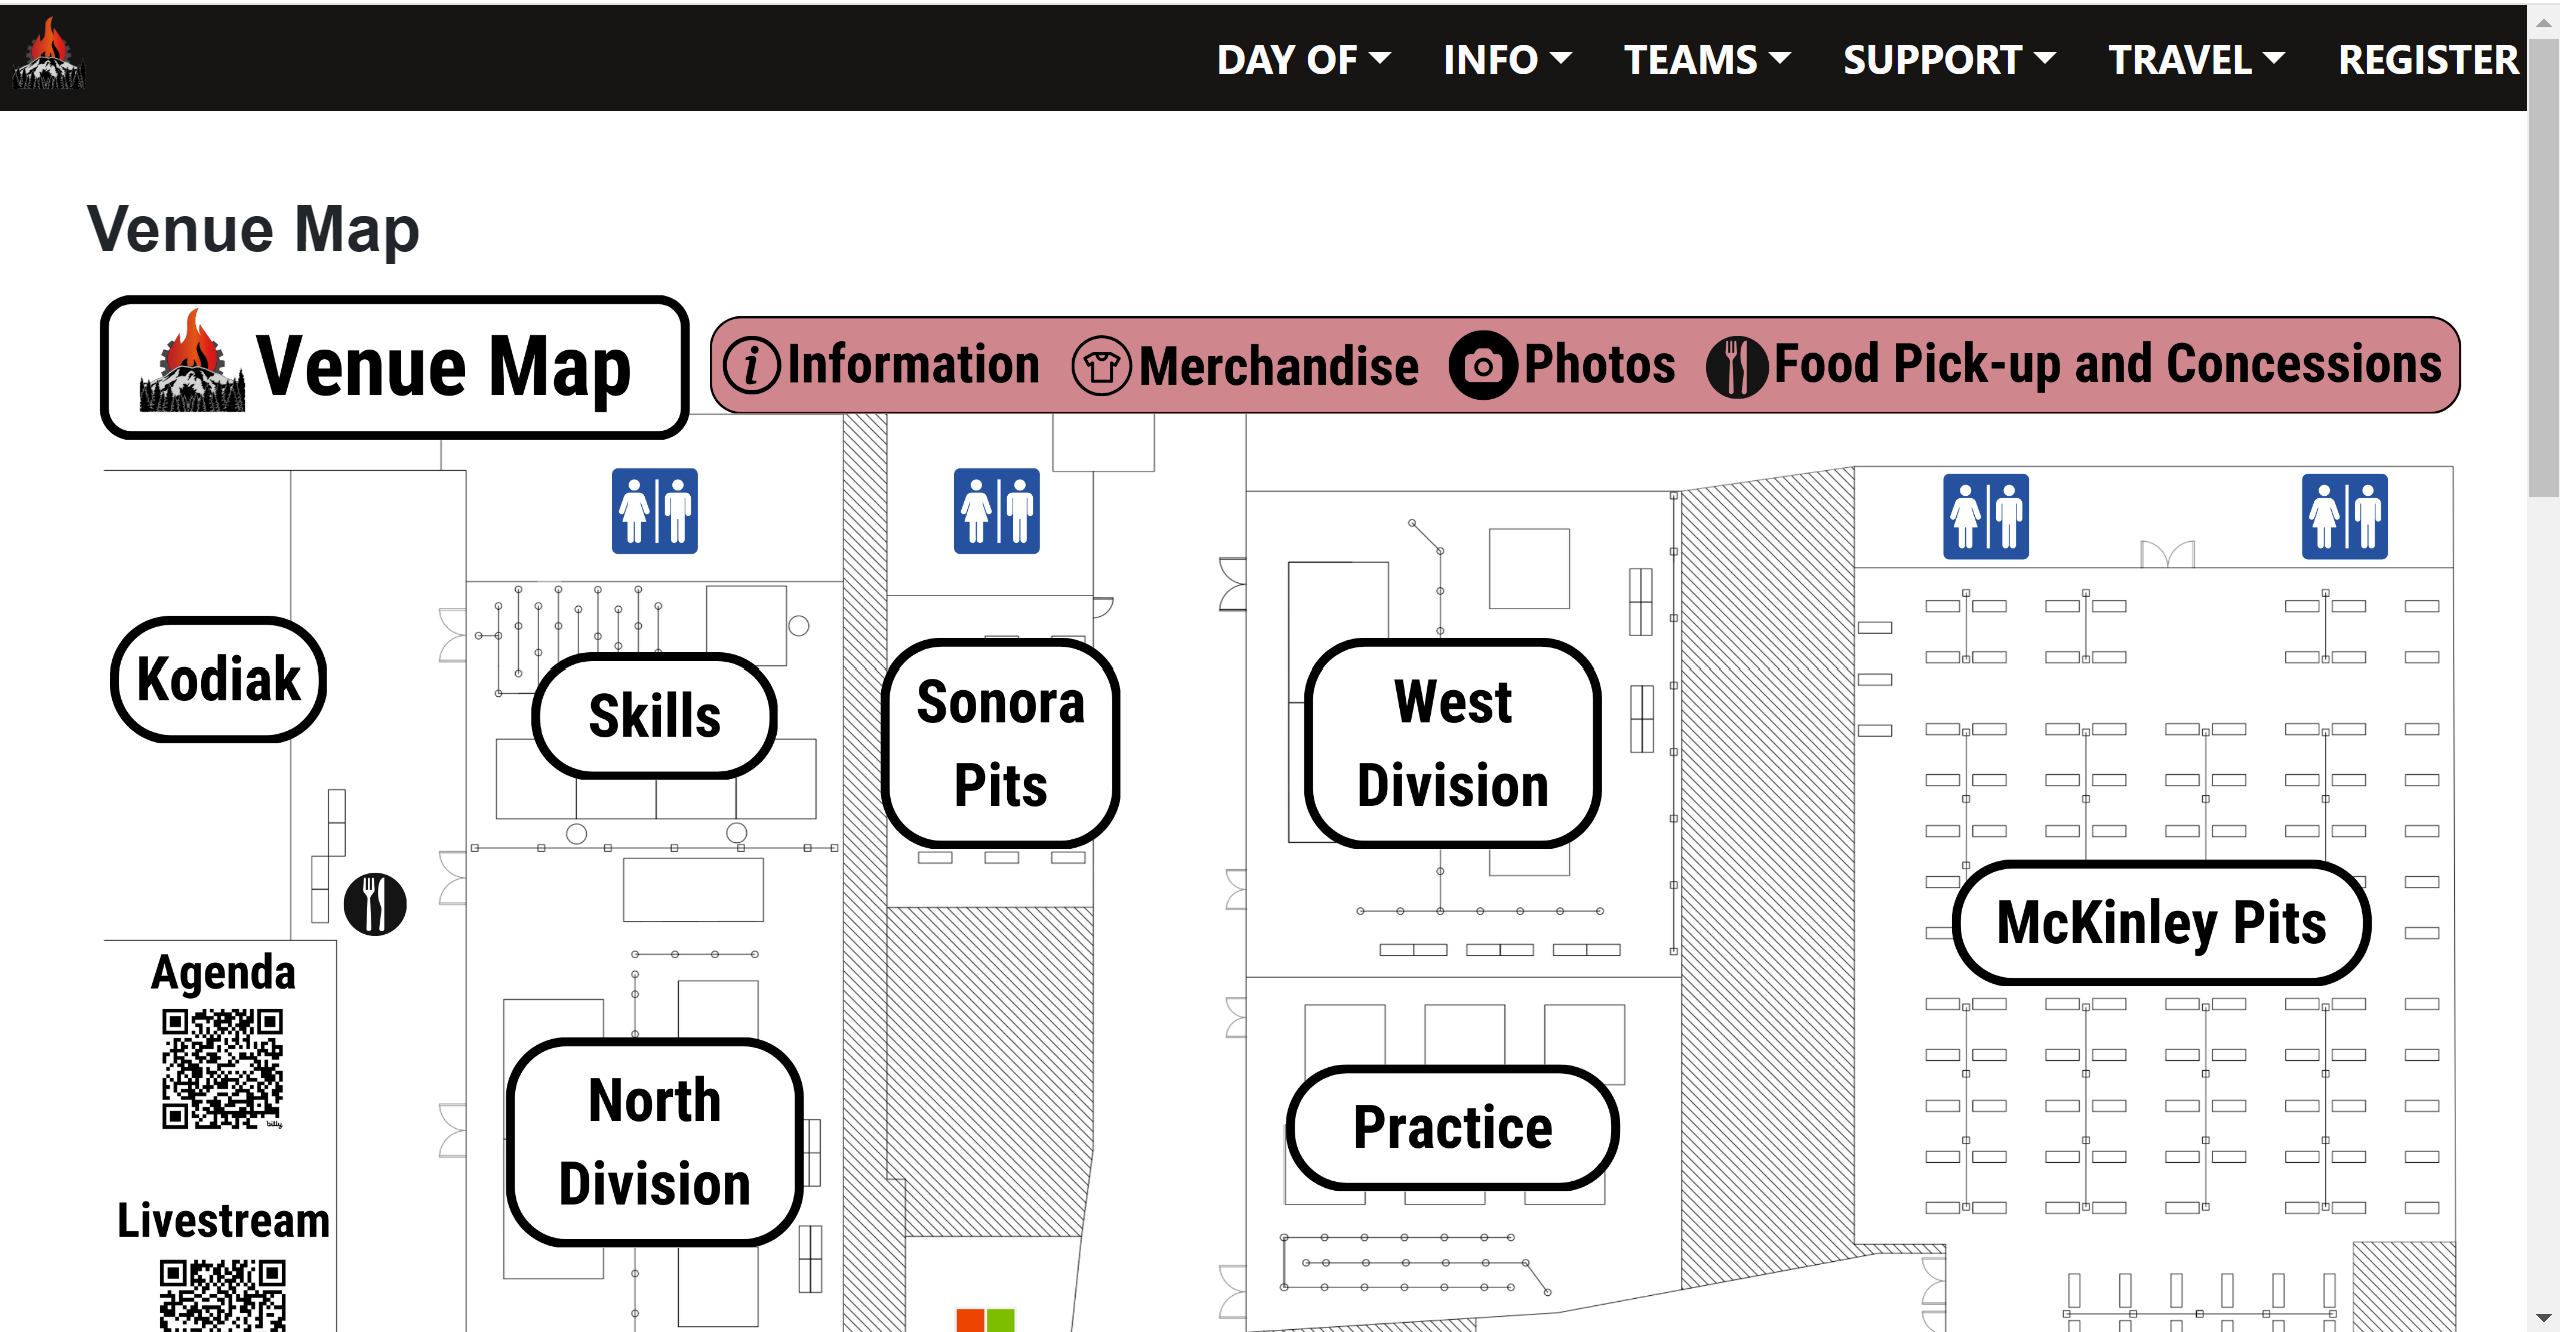 DAY OF INFO TEAMS SUPPORT TRAVEL REGISTER
Venue Map
Venue Map
Information Merchandise Photos Food Pick-up and Concessions
Kodiak
Skills
Sonora
Pits
West
Division
McKinley Pits
Agenda
bitly
North
Division
Practice
Livestream